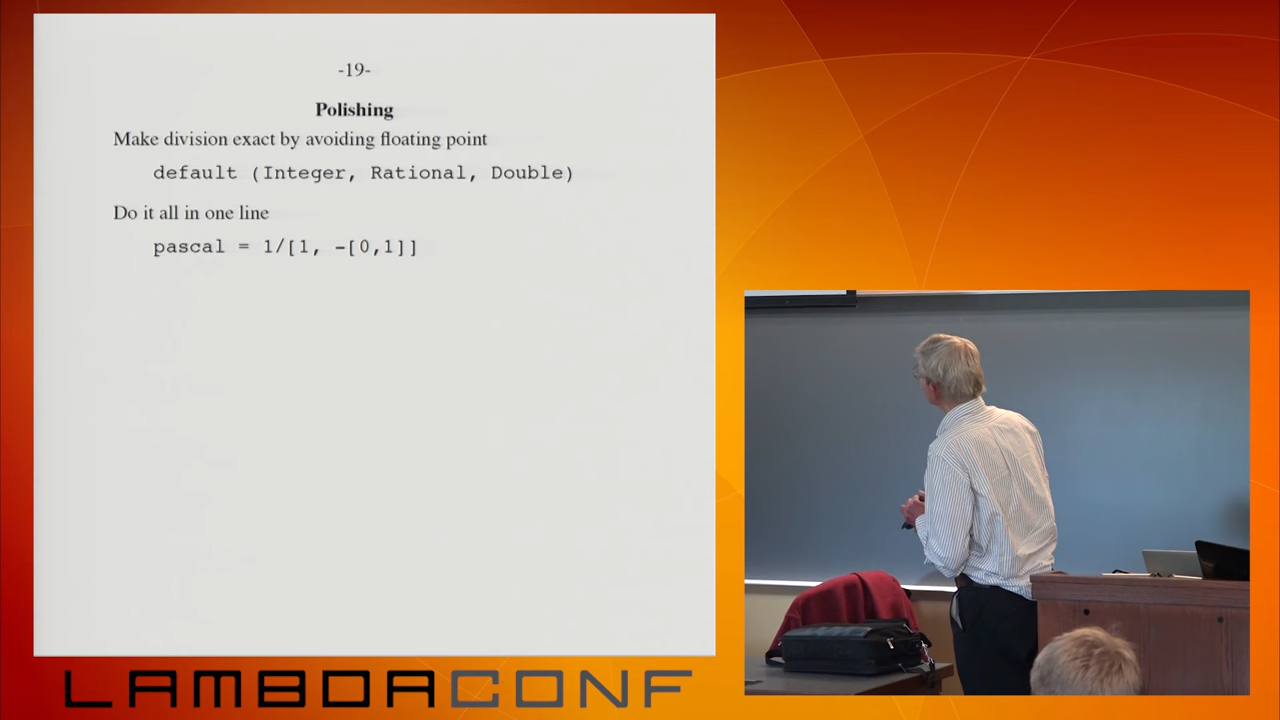 -19-
Polishing
Make division exact by avoiding floating point
default (Integer, Rational, Double)
Do it all in one line
pascal = 1/[1, -[0,1]]
LAMBDACONF